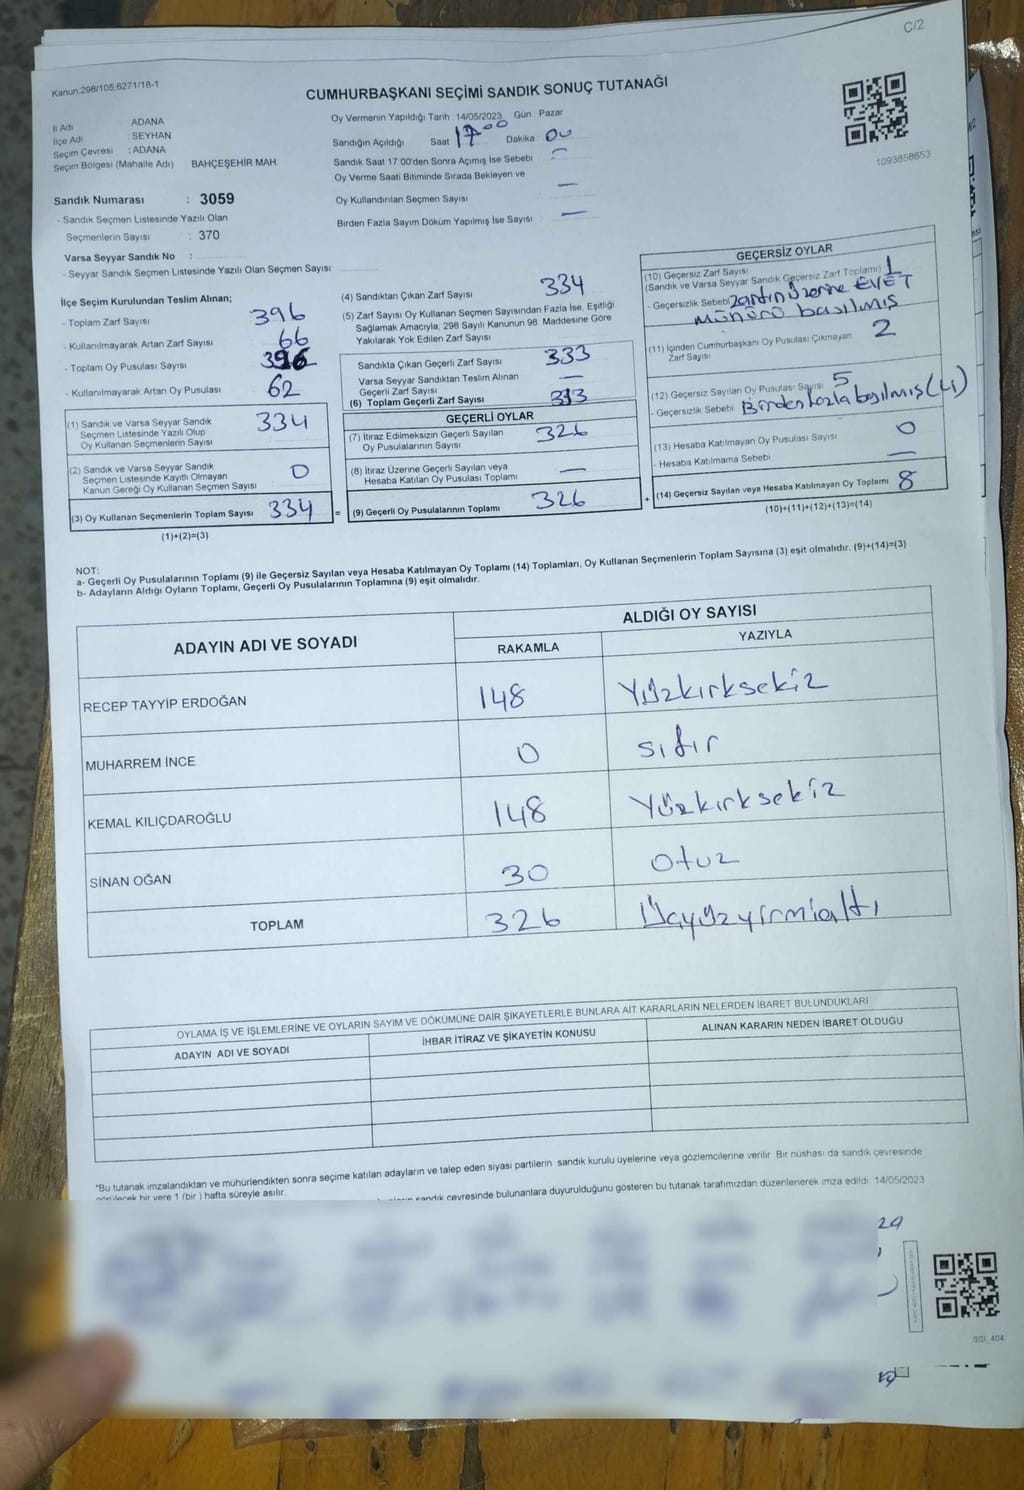 C/2
Kanun 298/105,6271/18-1
CUMHURBAŞKANI SEÇİMİ SANDIK SONUÇ TUTANAĞI
İl Adı ADANA
İlçe Adı : SEYHAN
Seçim Çevresi : ADANA
Seçim Bölgesi (Mahalle Adı) BAHÇEŞEHİR MAH.
Sandık Numarası : 3059
- Sandık Seçmen Listesinde Yazılı Olan
Seçmenlerin Sayısı : 370
Varsa Seyyar Sandık No :
- Seyyar Sandık Seçmen Listesinde Yazılı Olan Seçmen Sayısı
Oy Vermenin Yapıldığı Tarih 14/05/2023 Gün Pazar
Sandığın Açıldığı Saat 17 00 Dakika 00
Sandık Saat 17 00'den Sonra Açımış İse Sebebi
Oy Verme Saati Bitiminde Sırada Bekleyen ve —
Oy Kullandırılan Seçmen Sayısı
Birden Fazla Sayım Döküm Yapılmış İse Sayısı —
1093858653
İlçe Seçim Kurulundan Teslim Alınan;
- Toplam Zarf Sayısı 396
- Kullanılmayarak Artan Zarf Sayısı 66
- Toplam Oy Pusulası Sayısı 396
- Kullanılmayarak Artan Oy Pusulası 62
(1) Sandık ve Varsa Seyyar Sandık 334
Seçmen Listesinde Yazılı Olup
Oy Kullanan Seçmenlerin Sayısı
(2) Sandık ve Varsa Seyyar Sandık 0
Seçmen Listesinde Kayıtlı Olmayan
Kanun Gereği Oy Kullanan Seçmen Sayısı
(3) Oy Kullanan Seçmenlerin Toplam Sayısı 334
(1)+(2)=(3)
(4) Sandıktan Çıkan Zarf Sayısı 334
(5) Zarf Sayısı Oy Kullanan Seçmen Sayısından Fazla İse, Eşitliği
Sağlamak Amacıyla, 298 Sayılı Kanunun 98 Maddesine Göre
Yakılarak Yok Edilen Zarf Sayısı
Sandıkta Çıkan Geçerli Zarf Sayısı 333
Varsa Seyyar Sandıktan Teslim Alınan —
Geçerli Zarf Sayısı
(6) Toplam Geçerli Zarf Sayısı 333
GEÇERLİ OYLAR
(7) İtiraz Edilmeksizin Geçerli Sayılan 326
Oy Pusulalarının Sayısı
(8) İtiraz Üzerine Geçerli Sayılan veya —
Hesaba Katılan Oy Pusulası Toplamı
= (9) Geçerli Oy Pusulalarının Toplamı 326
GEÇERSİZ OYLAR
(10) Geçersiz Zarf Sayısı 1
(Sandık ve Varsa Seyyar Sandık Geçersiz Zarf Toplamı)
- Geçersizlik Sebebi zarfın üzerine EVET
mührü basılmış
(11) İçinden Cumhurbaşkanı Oy Pusulası Çıkmayan 2
Zarf Sayısı
(12) Geçersiz Sayılan Oy Pusulası Sayısı 5
- Geçersizlik Sebebi Birden fazla basılmış (4)
(13) Hesaba Katılmayan Oy Pusulası Sayısı 0
- Hesaba Katılmama Sebebi —
+ (14) Geçersiz Sayılan veya Hesaba Katılmayan Oy Toplamı 8
(10)+(11)+(12)+(13)=(14)
NOT:
a- Geçerli Oy Pusulalarının Toplamı (9) ile Geçersiz Sayılan veya Hesaba Katılmayan Oy Toplamı (14) Toplamları, Oy Kullanan Seçmenlerin Toplam Sayısına (3) eşit olmalıdır. (9)+(14)=(3)
b- Adayların Aldığı Oyların Toplamı, Geçerli Oy Pusulalarının Toplamına (9) eşit olmalıdır.
ADAYIN ADI VE SOYADI ALDIĞI OY SAYISI
RAKAMLA YAZIYLA
RECEP TAYYİP ERDOĞAN 148 Yüzkırksekiz
MUHARREM İNCE 0 sıfır
KEMAL KILIÇDAROĞLU 148 Yüzkırksekiz
SİNAN OĞAN 30 Otuz
TOPLAM 326 Üçyüzyirmialtı
OYLAMA İŞ VE İŞLEMLERİNE VE OYLARIN SAYIM VE DÖKÜMÜNE DAİR ŞİKAYETLERLE BUNLARA AİT KARARLARIN NELERDEN İBARET BULUNDUKLARI
ADAYIN ADI VE SOYADI İHBAR İTİRAZ VE ŞİKAYETİN KONUSU ALINAN KARARIN NEDEN İBARET OLDUĞU
*Bu tutanak imzalandıktan ve mühürlendikten sonra seçime katılan adayların ve talep eden siyasi partilerin sandık kurulu üyelerine veya gözlemcilerine verilir. Bir nüshası da sandık çevresinde
görülecek bir yere 1 (bir) hafta süreyle asılır.
sandık çevresinde bulunanlara duyurulduğunu gösteren bu tutanak tarafımızdan düzenlenerek imza edildi. 14/05/2023
29
SSI_404